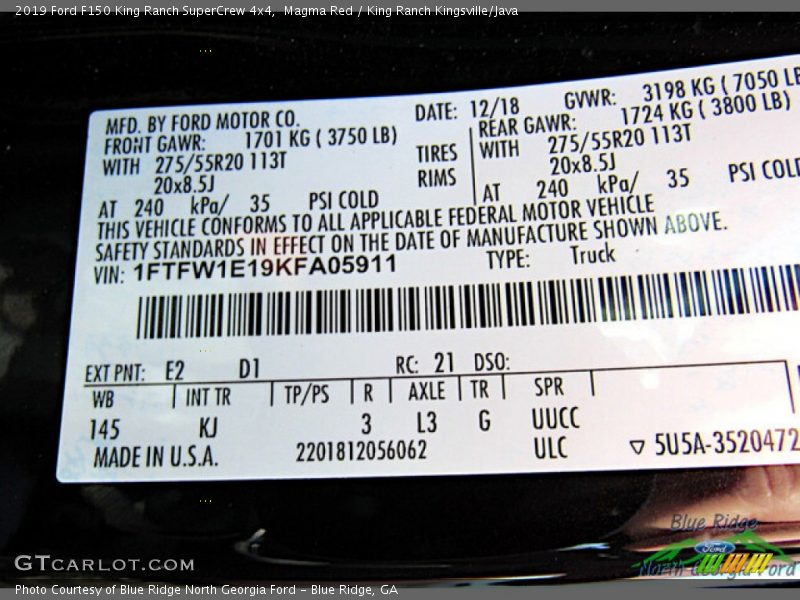 2019 Ford F150 King Ranch SuperCrew 4x4,  Magma Red / King Ranch Kingsville/Java
MFD. BY FORD MOTOR CO. DATE: 12/18 GVWR: 3198 KG ( 7050 LB
FRONT GAWR: 1701 KG ( 3750 LB) REAR GAWR: 1724 KG ( 3800 LB)
WITH 275/55R20 113T TIRES WITH 275/55R20 113T
20x8.5J RIMS 20x8.5J
AT 240 kPa/ 35 PSI COLD AT 240 kPa/ 35 PSI COLD
THIS VEHICLE CONFORMS TO ALL APPLICABLE FEDERAL MOTOR VEHICLE
SAFETY STANDARDS IN EFFECT ON THE DATE OF MANUFACTURE SHOWN ABOVE.
VIN: 1FTFW1E19KFA05911 TYPE: Truck
EXT PNT: E2 D1 RC: 21 DSO:
WB INT TR TP/PS R AXLE TR SPR
145 KJ 3 L3 G UUCC
MADE IN U.S.A. 2201812056062 ULC ▽ 5U5A-3520472
Blue Ridge
Ford
North Georgia Ford
GTCARLOT.COM
Photo Courtesy of Blue Ridge North Georgia Ford – Blue Ridge, GA